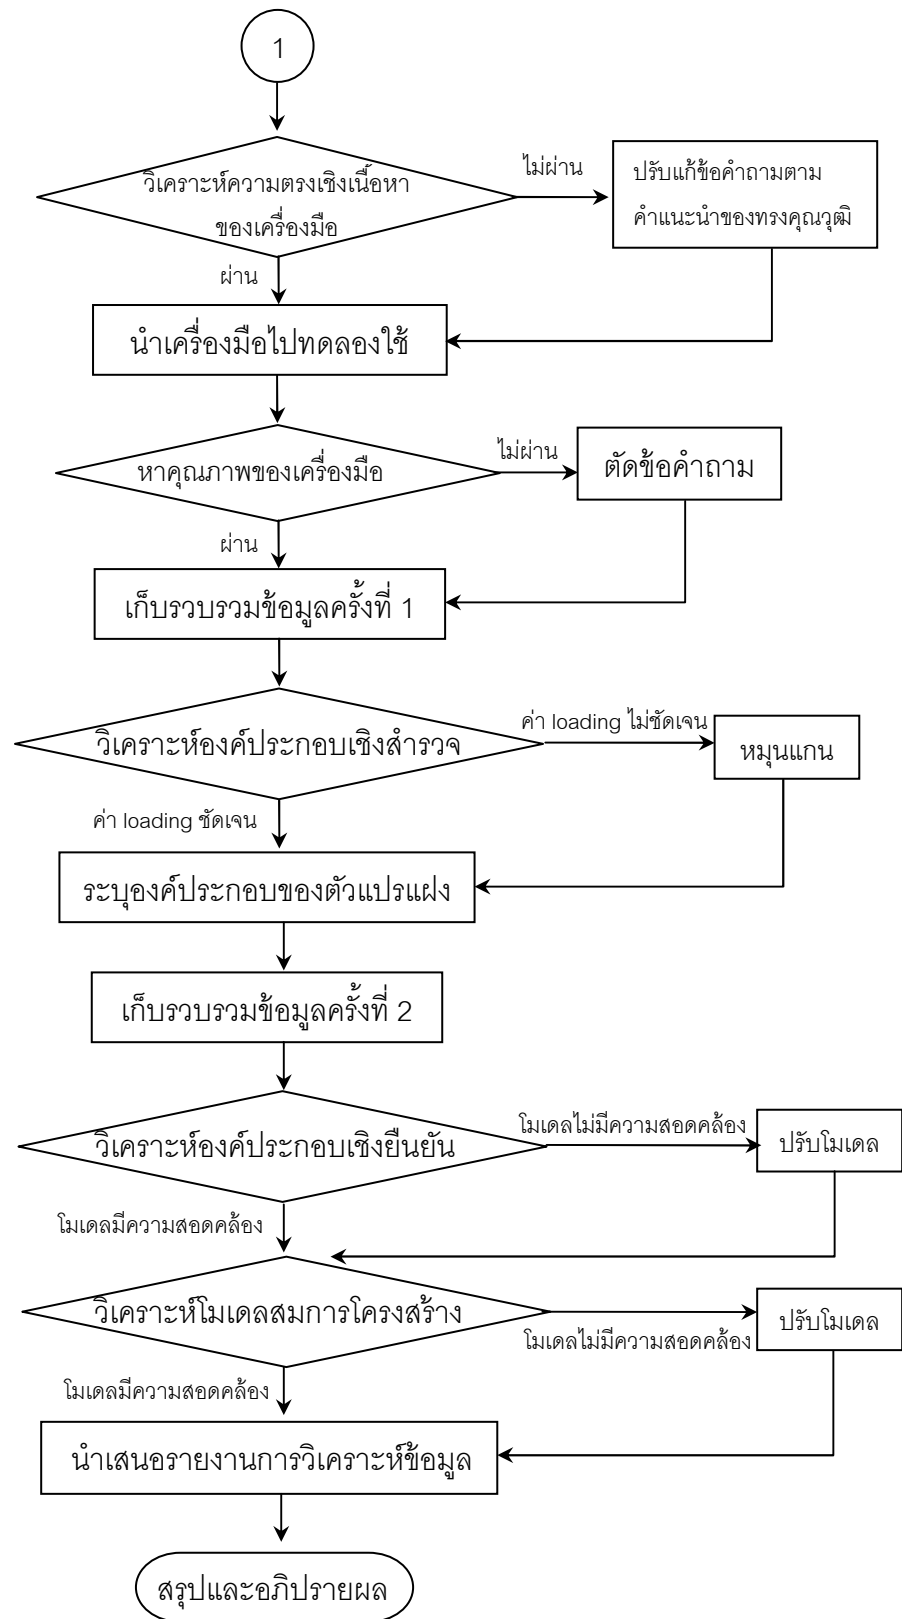 1
วิเคราะห์ความตรงเชิงเนื้อหา
ของเครื่องมือ
ไม่ผ่าน
ปรับแก้ข้อคำถามตาม
คำแนะนำของทรงคุณวุฒิ
ผ่าน
นำเครื่องมือไปทดลองใช้
หาคุณภาพของเครื่องมือ
ไม่ผ่าน
ตัดข้อคำถาม
ผ่าน
เก็บรวบรวมข้อมูลครั้งที่ 1
วิเคราะห์องค์ประกอบเชิงสำรวจ
ค่า loading ไม่ชัดเจน
หมุนแกน
ค่า loading ชัดเจน
ระบุองค์ประกอบของตัวแปรแฝง
เก็บรวบรวมข้อมูลครั้งที่ 2
วิเคราะห์องค์ประกอบเชิงยืนยัน
โมเดลไม่มีความสอดคล้อง
ปรับโมเดล
โมเดลมีความสอดคล้อง
วิเคราะห์โมเดลสมการโครงสร้าง
โมเดลไม่มีความสอดคล้อง
ปรับโมเดล
โมเดลมีความสอดคล้อง
นำเสนอรายงานการวิเคราะห์ข้อมูล
สรุปและอภิปรายผล